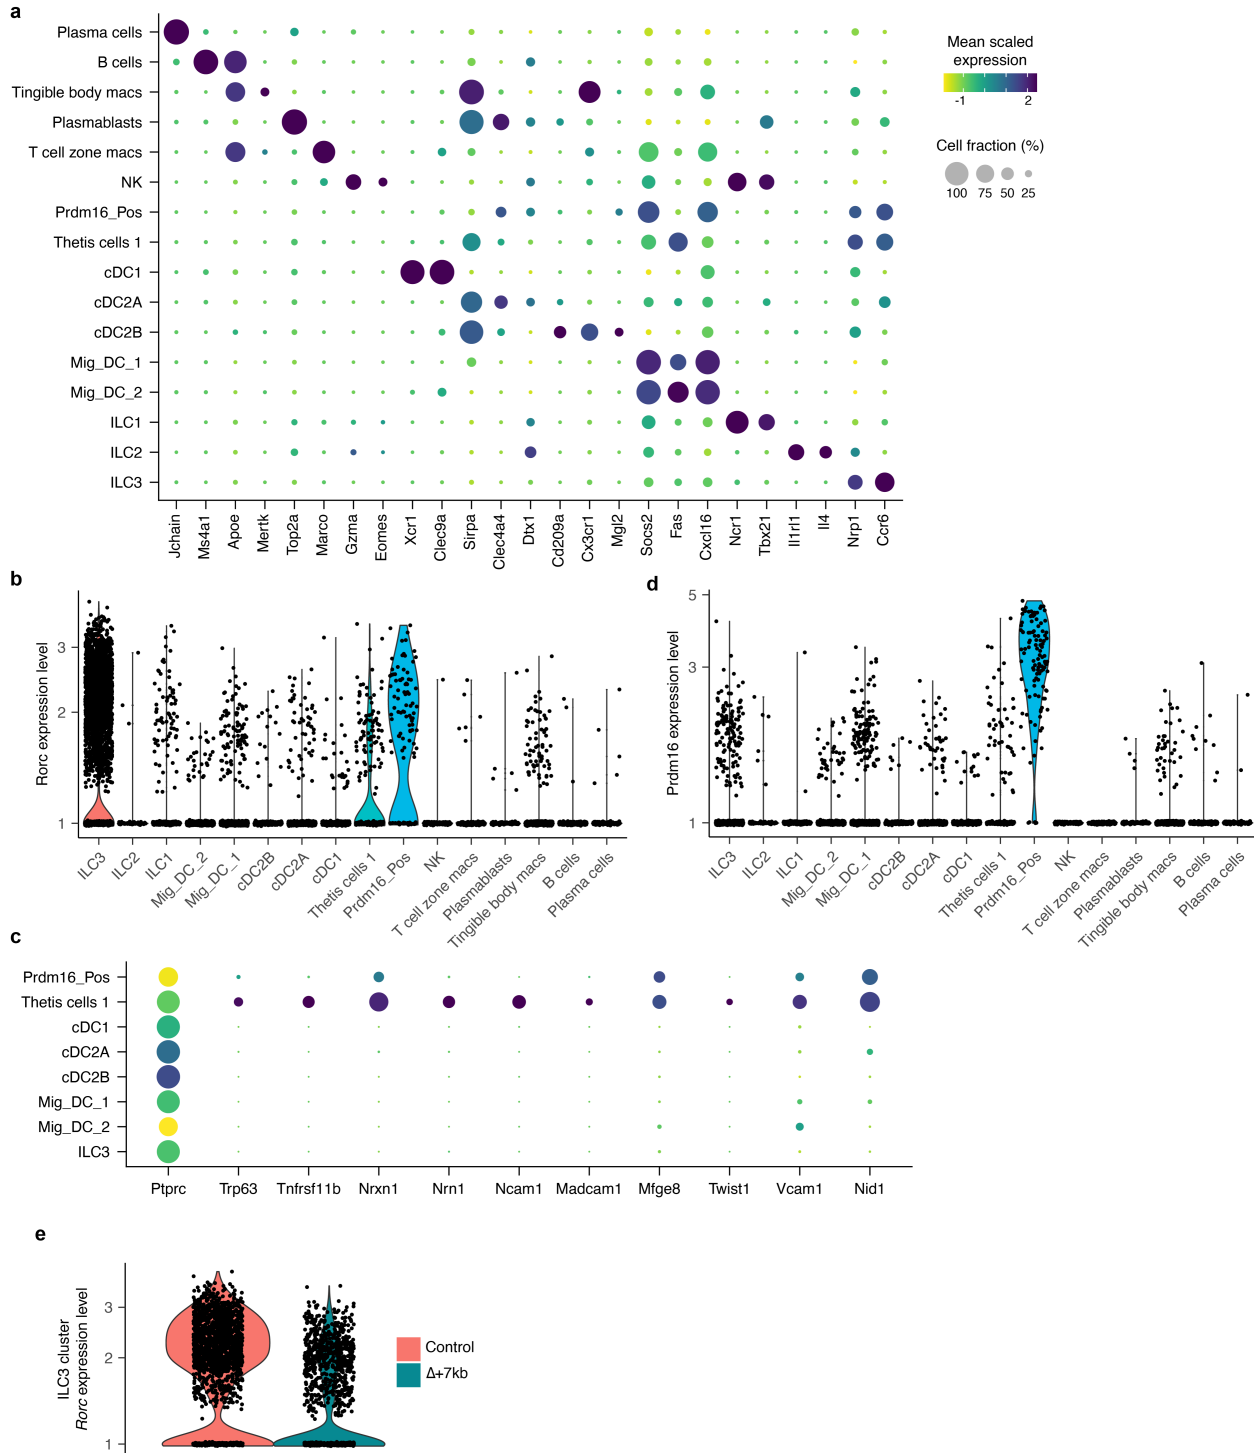 a
Plasma cells
B cells
Tingible body macs
Plasmablasts
T cell zone macs
NK
Prdm16_Pos
Thetis cells 1
cDC1
cDC2A
cDC2B
Mig_DC_1
Mig_DC_2
ILC1
ILC2
ILC3
Jchain
Ms4a1
Apoe
Mertk
Top2a
Marco
Gzma
Eomes
Xcr1
Clec9a
Sirpa
Clec4a4
Dtx1
Cd209a
Cx3cr1
Mgl2
Socs2
Fas
Cxcl16
Ncr1
Tbx21
Il1rl1
Il4
Nrp1
Ccr6
Mean scaled
expression
-1 2
Cell fraction (%)
100 75 50 25
b
Rorc expression level
3
2
1
ILC3
ILC2
ILC1
Mig_DC_2
Mig_DC_1
cDC2B
cDC2A
cDC1
Thetis cells 1
Prdm16_Pos
NK
T cell zone macs
Plasmablasts
Tingible body macs
B cells
Plasma cells
d
Prdm16 expression level
5
3
1
ILC3
ILC2
ILC1
Mig_DC_2
Mig_DC_1
cDC2B
cDC2A
cDC1
Thetis cells 1
Prdm16_Pos
NK
T cell zone macs
Plasmablasts
Tingible body macs
B cells
Plasma cells
c
Prdm16_Pos
Thetis cells 1
cDC1
cDC2A
cDC2B
Mig_DC_1
Mig_DC_2
ILC3
Ptprc Trp63 Tnfrsf11b Nrxn1 Nrn1 Ncam1 Madcam1 Mfge8 Twist1 Vcam1 Nid1
e
ILC3 cluster
Rorc expression level
3
2
1
Control
Δ+7kb